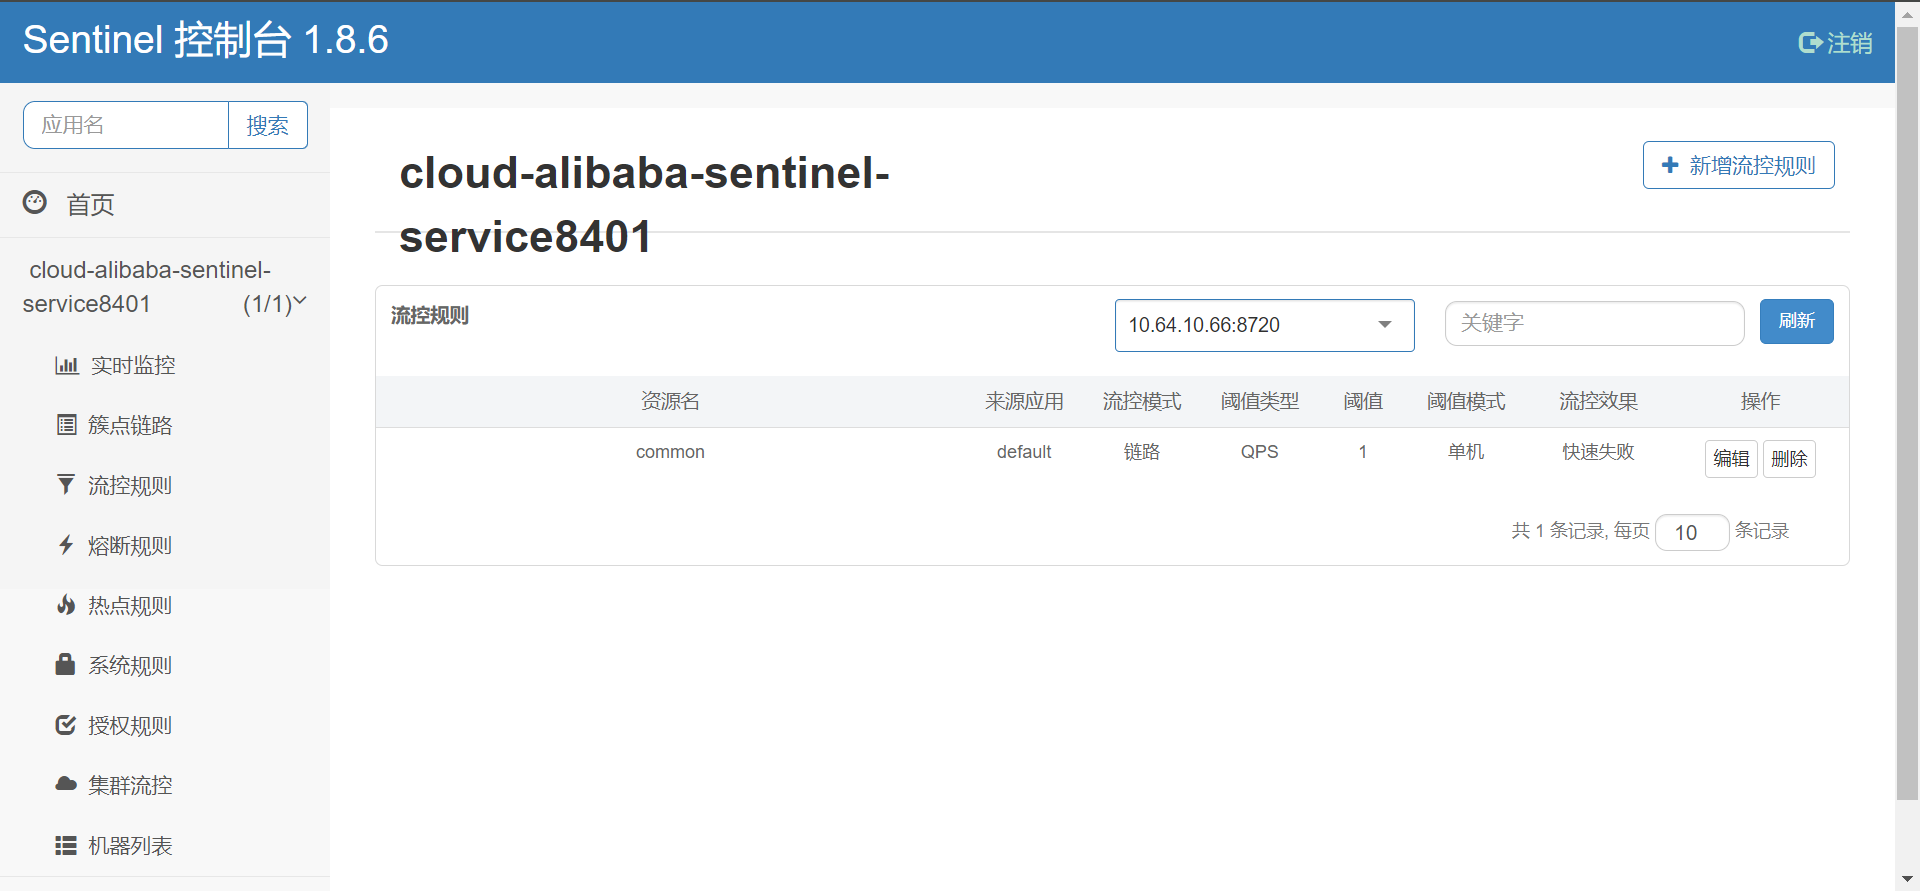 Sentinel 控制台 1.8.6
注销
应用名
搜索
首页
cloud-alibaba-sentinel-
service8401 (1/1)
实时监控
簇点链路
流控规则
熔断规则
热点规则
系统规则
授权规则
集群流控
机器列表
cloud-alibaba-sentinel-
service8401
新增流控规则
流控规则
10.64.10.66:8720
关键字
刷新
资源名 来源应用 流控模式 阈值类型 阈值 阈值模式 流控效果 操作
common default 链路 QPS 1 单机 快速失败 编辑 删除
共 1 条记录, 每页 10 条记录